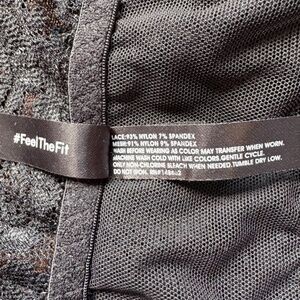 #FeelTheFit
LACE:93% NYLON 7% SPANDEX
MESH:91% NYLON 9% SPANDEX
WASH BEFORE WEARING AS COLOR MAY TRANSFER WHEN WORN.
MACHINE WASH COLD WITH LIKE COLORS.GENTLE CYCLE.
ONLY NON-CHLORINE BLEACH WHEN NEEDED.TUMBLE DRY LOW.
DO NOT IRON.